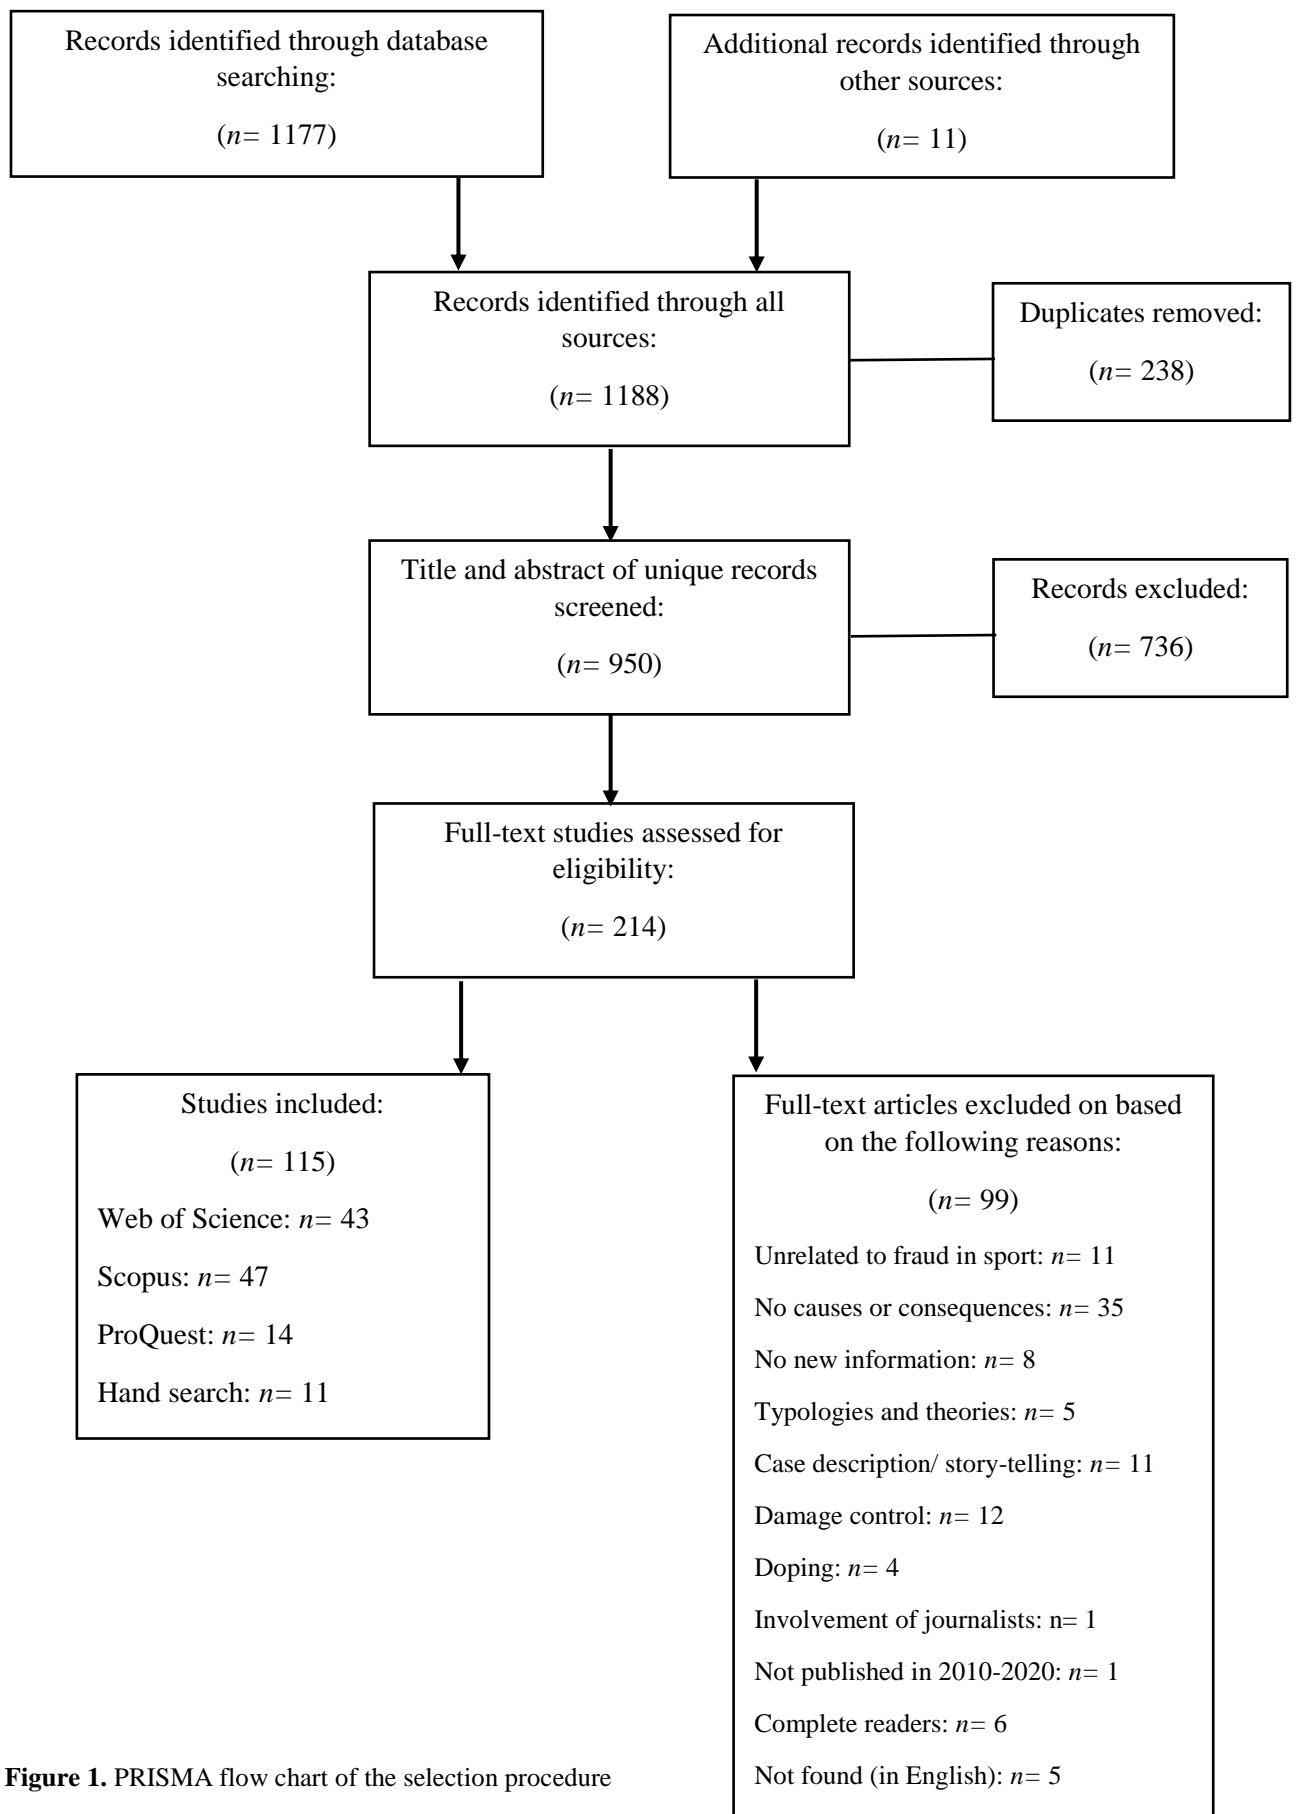 Records identified through database
searching:
(n= 1177)
Additional records identified through
other sources:
(n= 11)
Records identified through all
sources:
(n= 1188)
Duplicates removed:
(n= 238)
Title and abstract of unique records
screened:
(n= 950)
Records excluded:
(n= 736)
Full-text studies assessed for
eligibility:
(n= 214)
Studies included:
(n= 115)
Web of Science: n= 43
Scopus: n= 47
ProQuest: n= 14
Hand search: n= 11
Full-text articles excluded on based
on the following reasons:
(n= 99)
Unrelated to fraud in sport: n= 11
No causes or consequences: n= 35
No new information: n= 8
Typologies and theories: n= 5
Case description/ story-telling: n= 11
Damage control: n= 12
Doping: n= 4
Involvement of journalists: n= 1
Not published in 2010-2020: n= 1
Complete readers: n= 6
Not found (in English): n= 5
Figure 1. PRISMA flow chart of the selection procedure